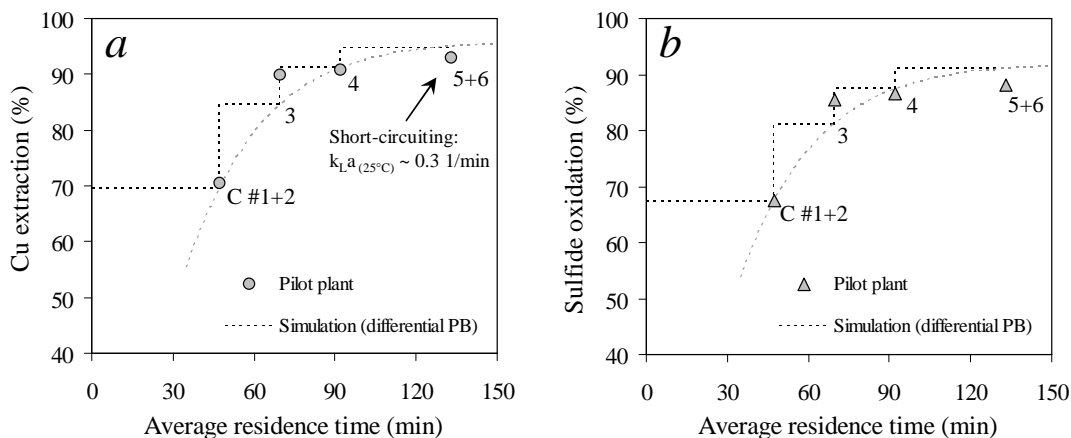 a
Cu extraction (%)
100
90
80
70
60
50
40
0
30
60
90
120
150
Average residence time (min)
C #1+2
3
4
5+6
Short-circuiting:
kLa (25°C) ~ 0.3 1/min
Pilot plant
Simulation (differential PB)
b
Sulfide oxidation (%)
100
90
80
70
60
50
40
0
30
60
90
120
150
Average residence time (min)
C #1+2
3
4
5+6
Pilot plant
Simulation (differential PB)